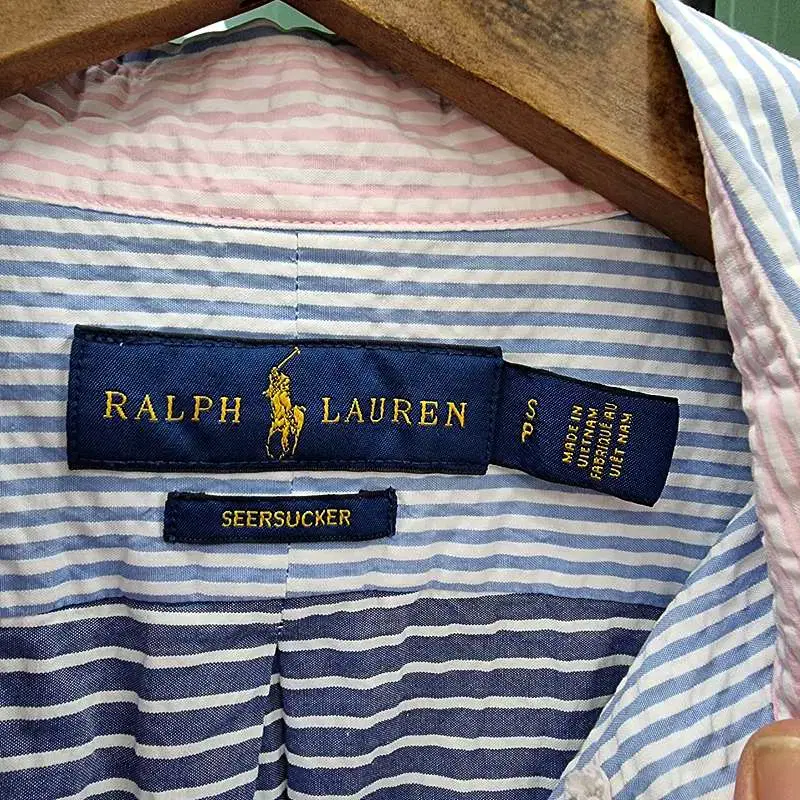 RALPH LAUREN
S
P
MADE IN
VIETNAM
FABRIQUÉ AU
VIÊT NAM
SEERSUCKER